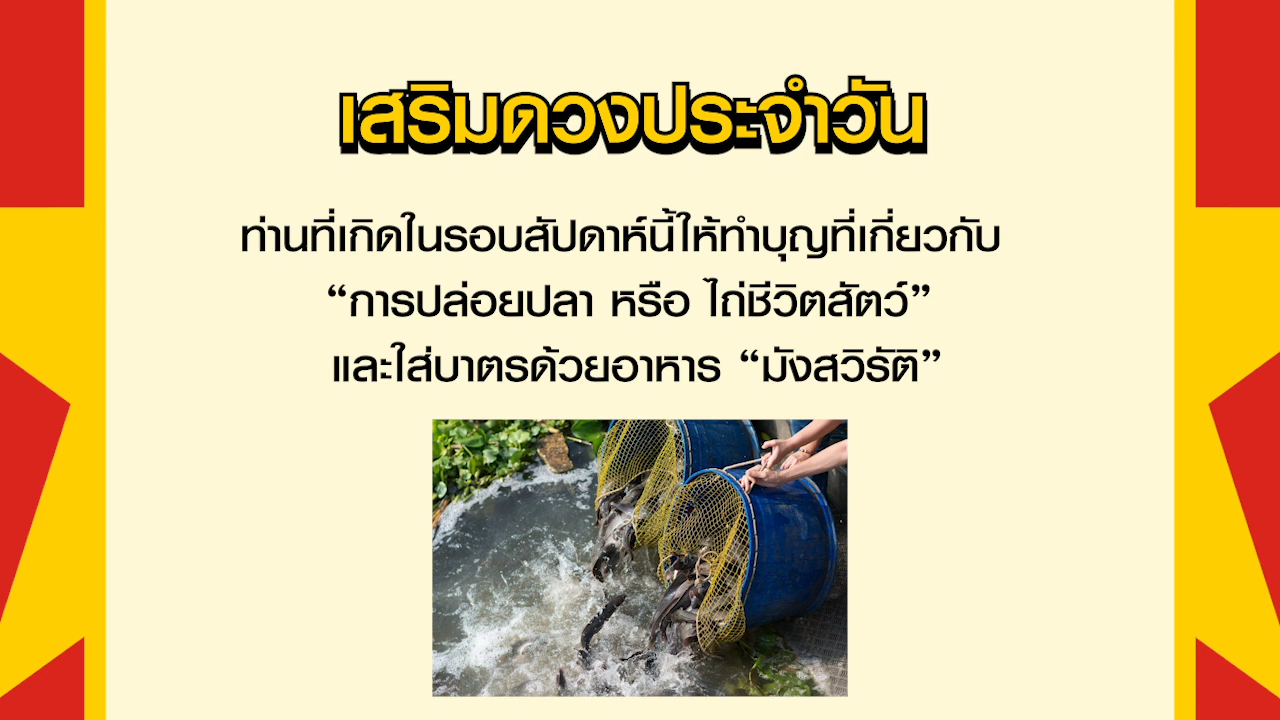 เสริมดวงประจำวัน
ท่านที่เกิดในรอบสัปดาห์นี้ให้ทำบุญที่เกี่ยวกับ
“การปล่อยปลา หรือ ไถ่ชีวิตสัตว์”
และใส่บาตรด้วยอาหาร “มังสวิรัติ”